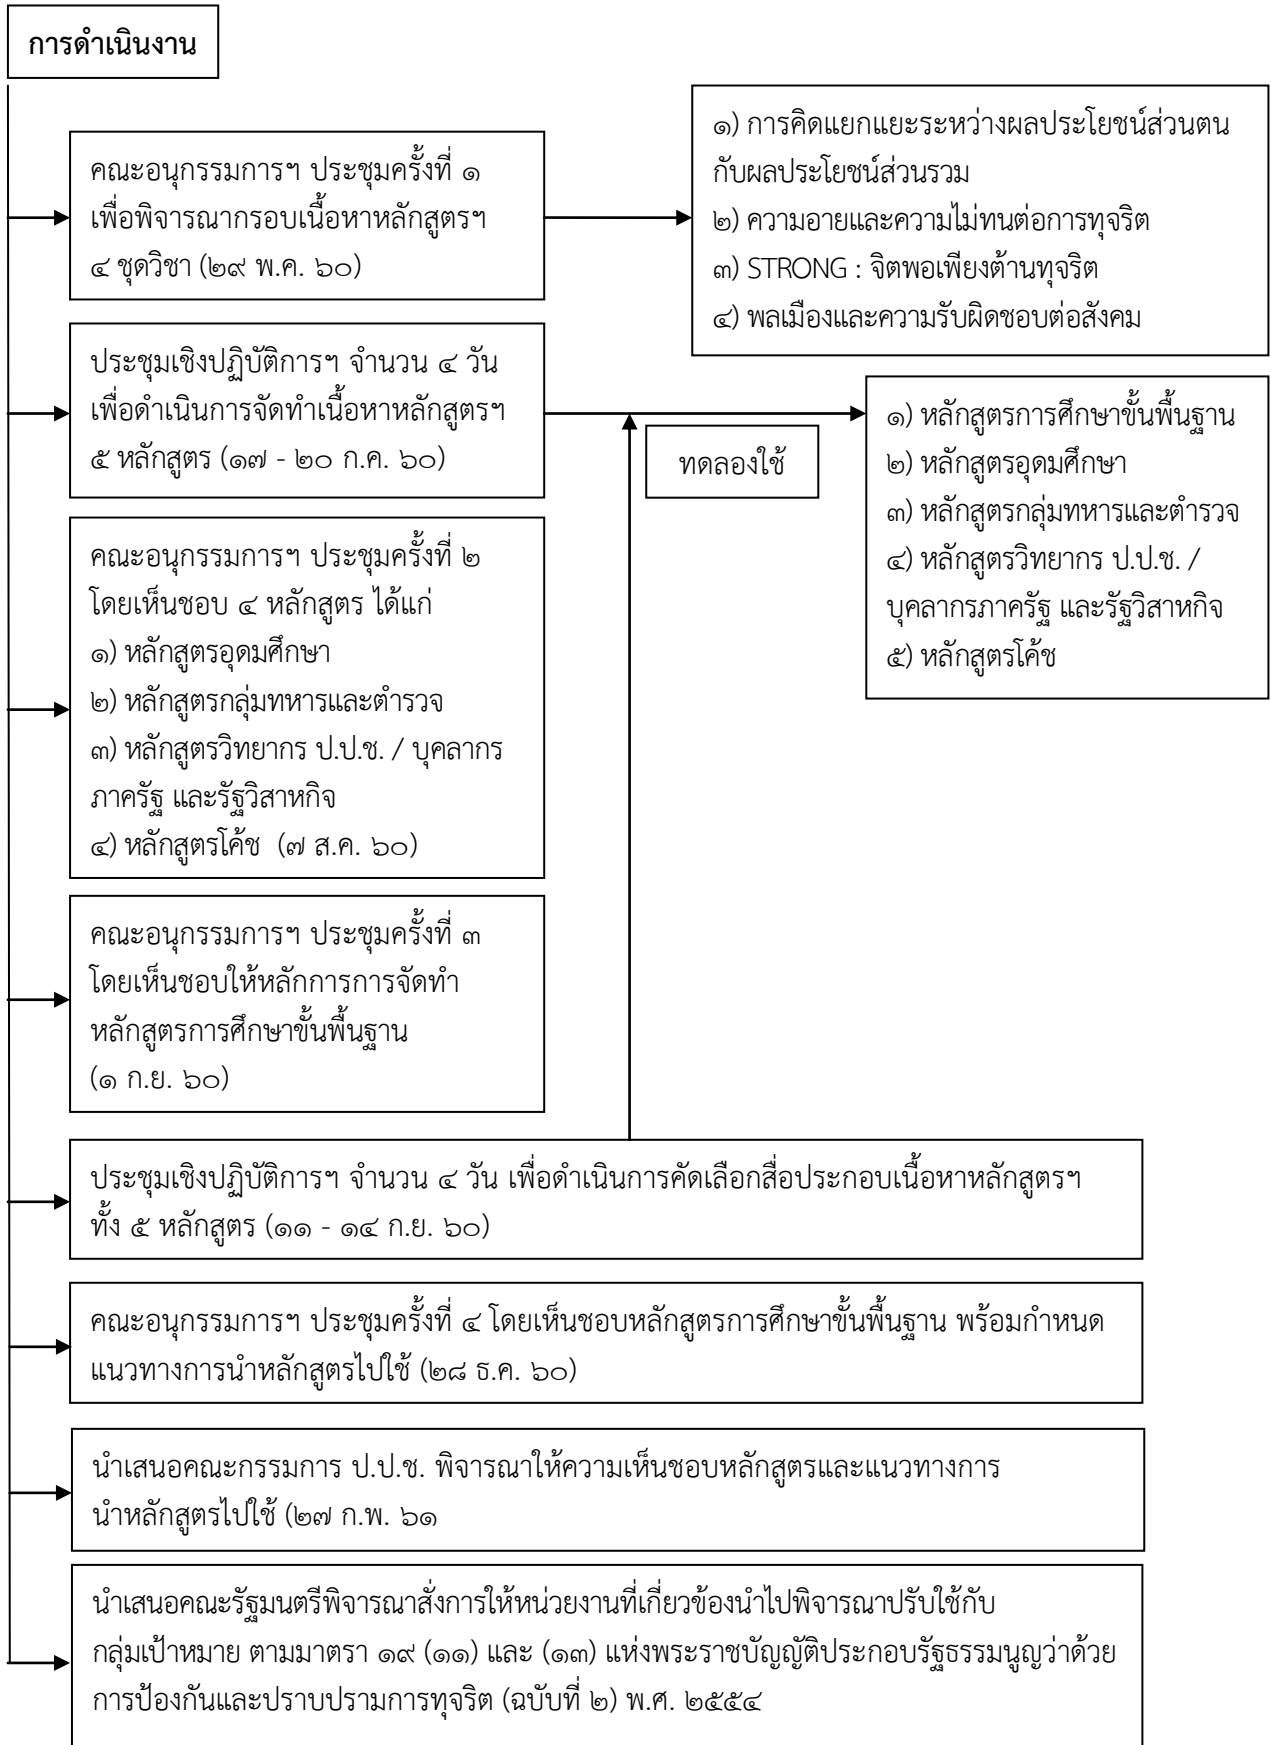 การดำเนินงาน
คณะอนุกรรมการฯ ประชุมครั้งที่ ๑
เพื่อพิจารณากรอบเนื้อหาหลักสูตรฯ
๔ ชุดวิชา (๒๙ พ.ค. ๖๐)
๑) การคิดแยกแยะระหว่างผลประโยชน์ส่วนตน
กับผลประโยชน์ส่วนรวม
๒) ความอายและความไม่ทนต่อการทุจริต
๓) STRONG : จิตพอเพียงต้านทุจริต
๔) พลเมืองและความรับผิดชอบต่อสังคม
ประชุมเชิงปฏิบัติการฯ จำนวน ๔ วัน
เพื่อดำเนินการจัดทำเนื้อหาหลักสูตรฯ
๕ หลักสูตร (๑๗ - ๒๐ ก.ค. ๖๐)
ทดลองใช้
๑) หลักสูตรการศึกษาขั้นพื้นฐาน
๒) หลักสูตรอุดมศึกษา
๓) หลักสูตรกลุ่มทหารและตำรวจ
๔) หลักสูตรวิทยากร ป.ป.ช. /
บุคลากรภาครัฐ และรัฐวิสาหกิจ
๕) หลักสูตรโค้ช
คณะอนุกรรมการฯ ประชุมครั้งที่ ๒
โดยเห็นชอบ ๔ หลักสูตร ได้แก่
๑) หลักสูตรอุดมศึกษา
๒) หลักสูตรกลุ่มทหารและตำรวจ
๓) หลักสูตรวิทยากร ป.ป.ช. / บุคลากร
ภาครัฐ และรัฐวิสาหกิจ
๔) หลักสูตรโค้ช (๗ ส.ค. ๖๐)
คณะอนุกรรมการฯ ประชุมครั้งที่ ๓
โดยเห็นชอบให้หลักการการจัดทำ
หลักสูตรการศึกษาขั้นพื้นฐาน
(๑ ก.ย. ๖๐)
ประชุมเชิงปฏิบัติการฯ จำนวน ๔ วัน เพื่อดำเนินการคัดเลือกสื่อประกอบเนื้อหาหลักสูตรฯ
ทั้ง ๕ หลักสูตร (๑๑ - ๑๔ ก.ย. ๖๐)
คณะอนุกรรมการฯ ประชุมครั้งที่ ๔ โดยเห็นชอบหลักสูตรการศึกษาขั้นพื้นฐาน พร้อมกำหนด
แนวทางการนำหลักสูตรไปใช้ (๒๘ ธ.ค. ๖๐)
นำเสนอคณะกรรมการ ป.ป.ช. พิจารณาให้ความเห็นชอบหลักสูตรและแนวทางการ
นำหลักสูตรไปใช้ (๒๗ ก.พ. ๖๑
นำเสนอคณะรัฐมนตรีพิจารณาสั่งการให้หน่วยงานที่เกี่ยวข้องนำไปพิจารณาปรับใช้กับ
กลุ่มเป้าหมาย ตามมาตรา ๑๙ (๑๑) และ (๑๓) แห่งพระราชบัญญัติประกอบรัฐธรรมนูญว่าด้วย
การป้องกันและปราบปรามการทุจริต (ฉบับที่ ๒) พ.ศ. ๒๕๕๔